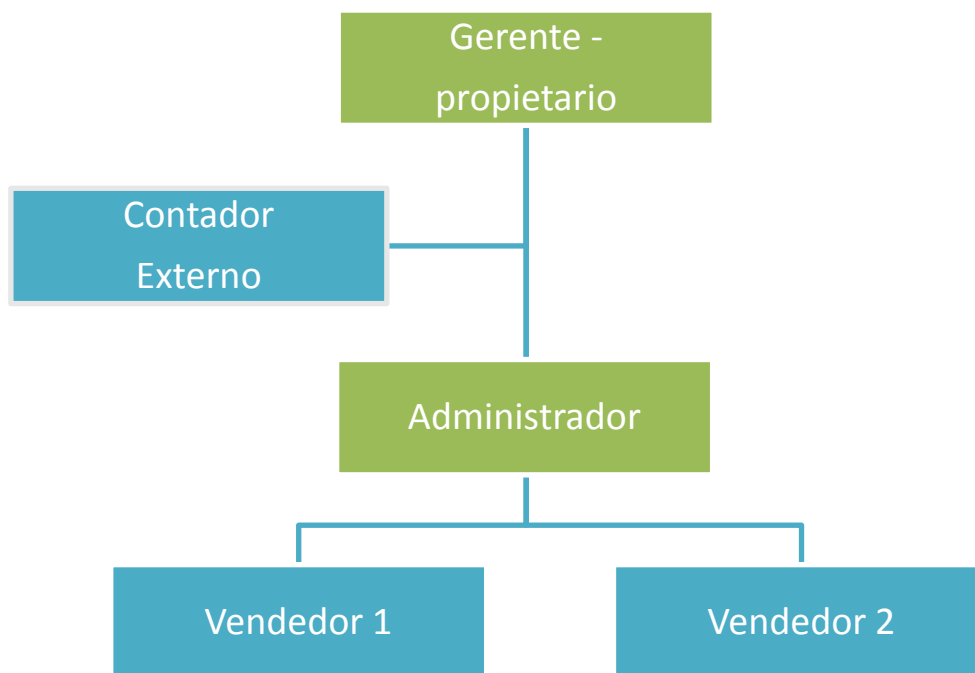 Gerente -
propietario
Contador
Externo
Administrador
Vendedor 1
Vendedor 2